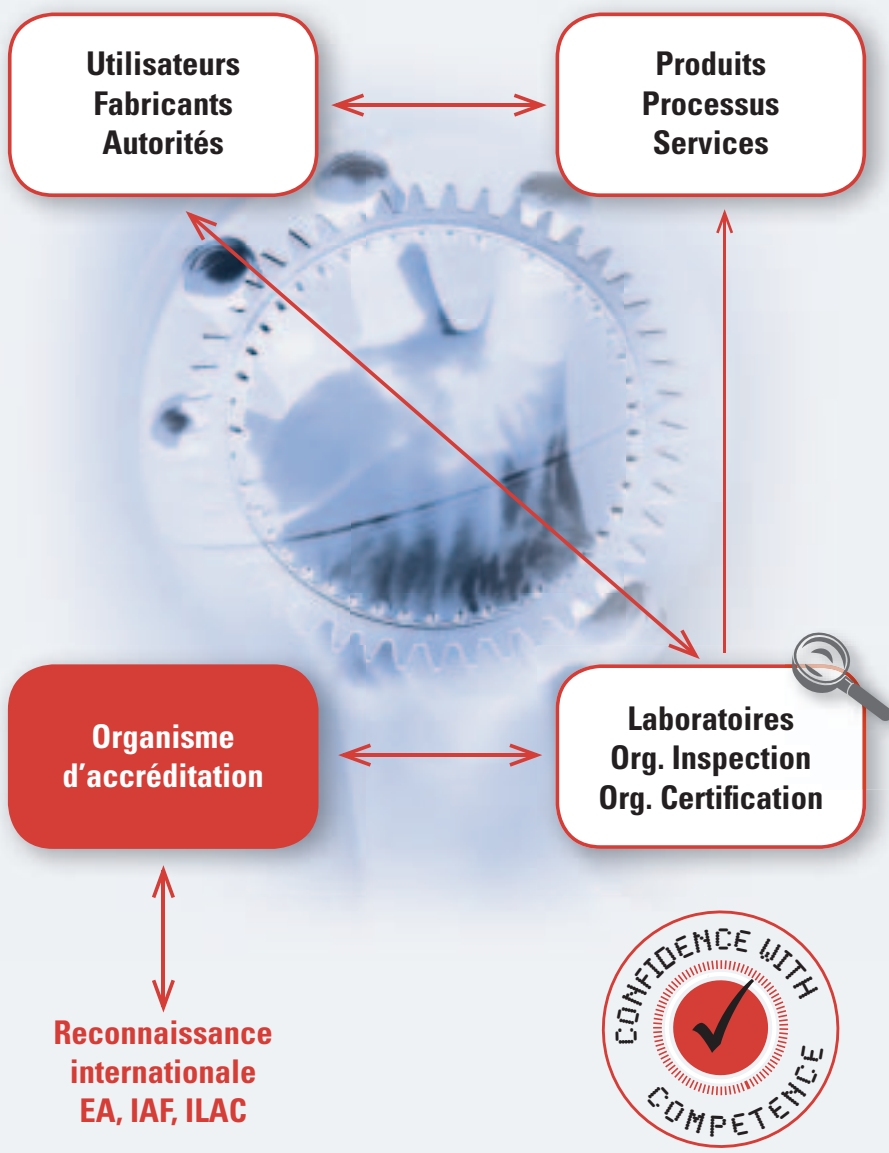 Utilisateurs
Fabricants
Autorités
Produits
Processus
Services
Organisme
d'accréditation
Laboratoires
Org. Inspection
Org. Certification
Reconnaissance
internationale
EA, IAF, ILAC
CONFIDENCE WITH
COMPETENCE